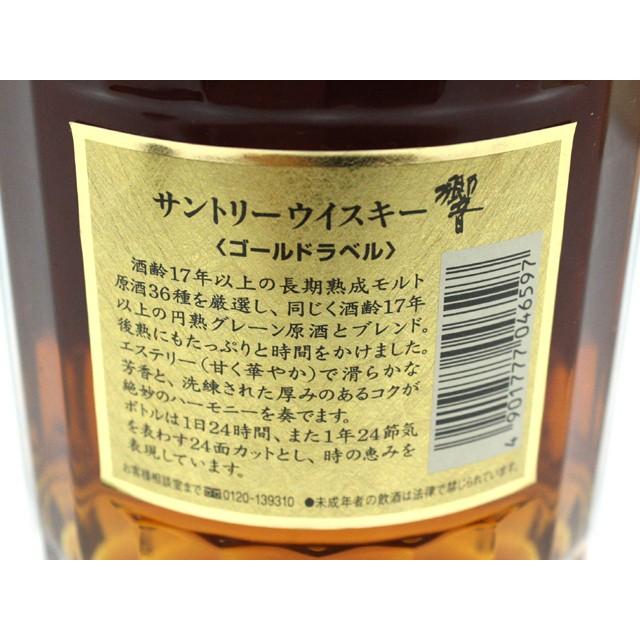 サントリーウイスキー 響
〈ゴールドラベル〉
酒齢17年以上の長期熟成モルト
原酒36種を厳選し、同じく酒齢17年
以上の円熟グレーン原酒とブレンド。
後熟にもたっぷりと時間をかけました。
エステリー(甘く華やか)で滑らかな
芳香と、洗練された厚みのあるコクが
絶妙のハーモニーを奏でます。
ボトルは1日24時間、また1年24節気
を表わす24面カットとし、時の恵みを
表現しています。
お客様相談室まで 0120-139310 ●未成年者の飲酒は法律で禁じられています。
4 901777 046597